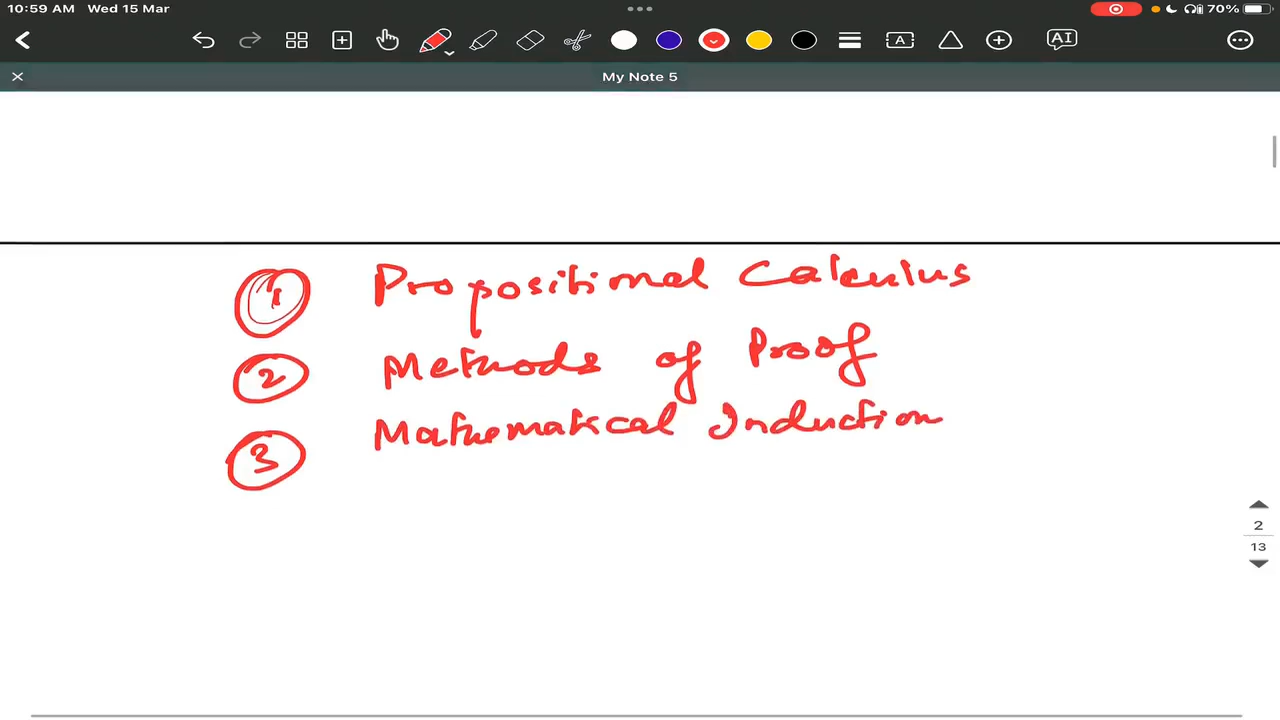 10:59 AM Wed 15 Mar
70%
A
AI
My Note 5
1 Propositional Calculus
2 Methods of Proof
3 Mathematical Induction
2
13